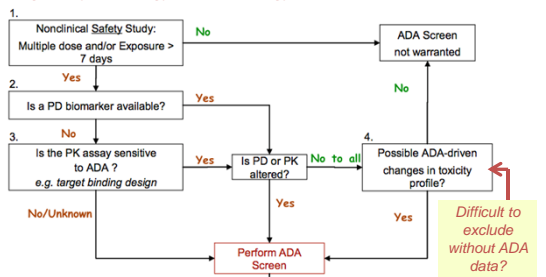 1.
Nonclinical Safety Study:
Multiple dose and/or Exposure >
7 days
No
ADA Screen
not warranted
Yes
No
2.
Is a PD biomarker available?
Yes
No
3.
Is the PK assay sensitive
to ADA ?
e.g. target binding design
Yes
Is PD or PK
altered?
No to all
4.
Possible ADA-driven
changes in toxicity
profile?
No/Unknown
Yes
Yes
Difficult to
exclude
without ADA
data?
Perform ADA
Screen